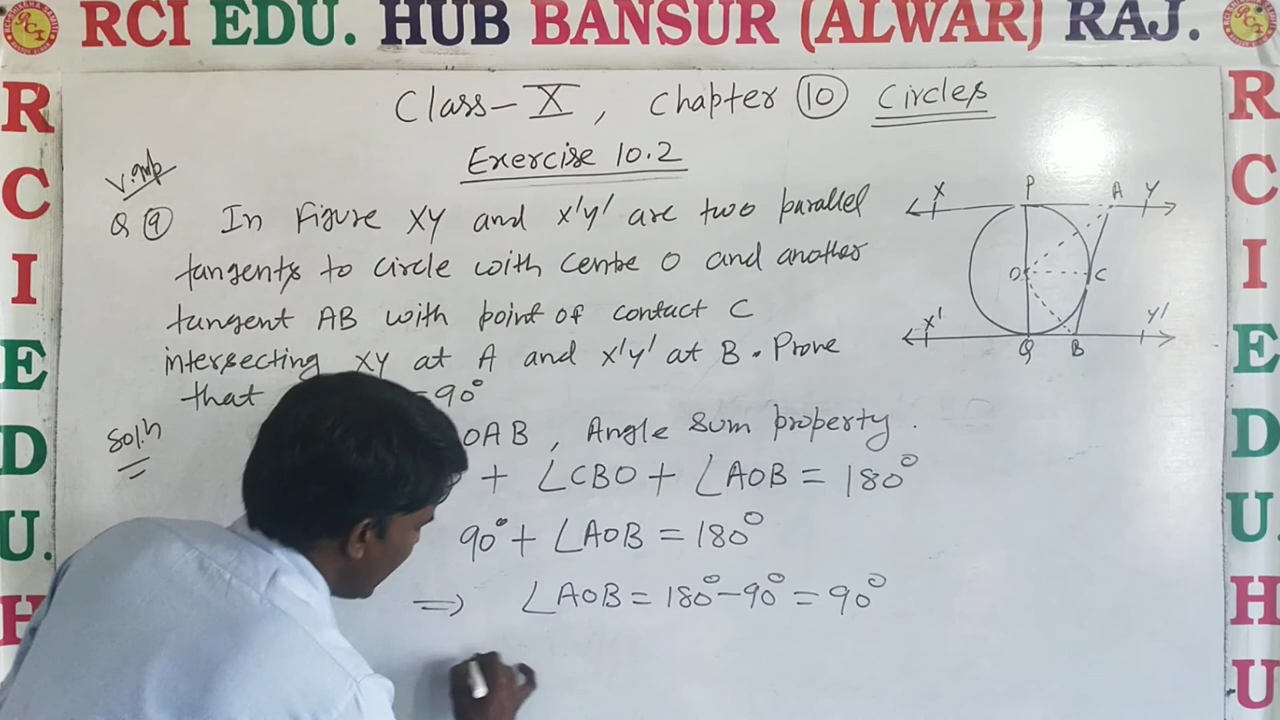 RCI EDU. HUB BANSUR (ALWAR) RAJ.
R
C
I
E
D
U.
H
Class-X, Chapter 10 Circles
Exercise 10.2
V.Imp
Q 9 In Figure XY and X'Y' are two parallel
tangents to circle with Centre O and another
tangent AB with point of contact C
intersecting XY at A and X'Y' at B. Prove
that =90°
Solh
OAB, Angle sum property.
+ ∠CBO + ∠AOB = 180°
90° + ∠AOB = 180°
⇒ ∠AOB = 180° - 90° = 90°
X P A Y
O C
X' Q B Y'
R
C
I
E
D
U.
H
U